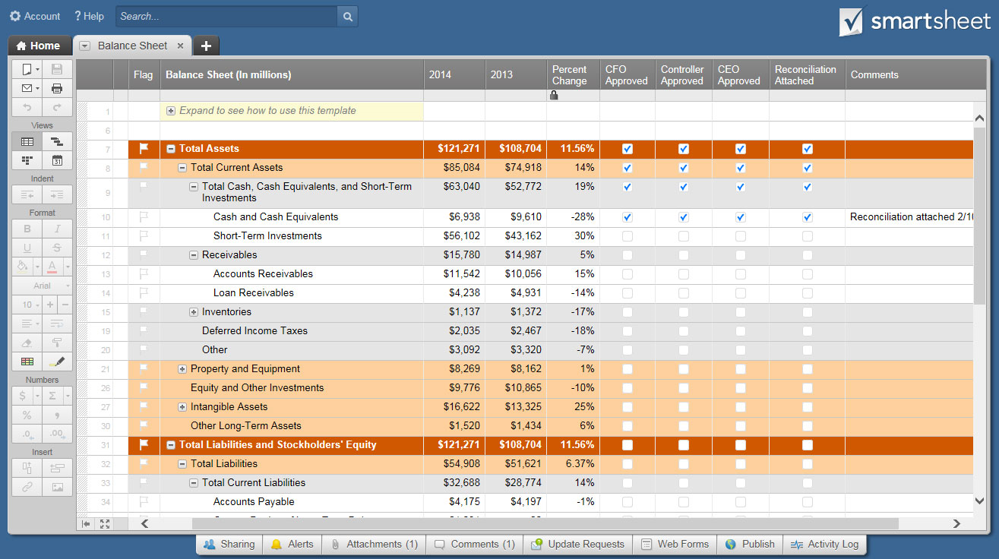 Account ? Help Search...
smartsheet
Home Balance Sheet × +
Flag Balance Sheet (In millions) 2014 2013 Percent Change CFO Approved Controller Approved CEO Approved Reconciliation Attached Comments
1 Expand to see how to use this template
6
7 Total Assets $121,271 $108,704 11.56%
8 Total Current Assets $85,084 $74,918 14%
9 Total Cash, Cash Equivalents, and Short-Term $63,040 $52,772 19%
Investments
10 Cash and Cash Equivalents $6,938 $9,610 -28% Reconciliation attached 2/1
11 Short-Term Investments $56,102 $43,162 30%
12 Receivables $15,780 $14,987 5%
13 Accounts Receivables $11,542 $10,056 15%
14 Loan Receivables $4,238 $4,931 -14%
15 Inventories $1,137 $1,372 -17%
19 Deferred Income Taxes $2,035 $2,467 -18%
20 Other $3,092 $3,320 -7%
21 Property and Equipment $8,269 $8,162 1%
26 Equity and Other Investments $9,776 $10,865 -10%
27 Intangible Assets $16,622 $13,325 25%
30 Other Long-Term Assets $1,520 $1,434 6%
31 Total Liabilities and Stockholders' Equity $121,271 $108,704 11.56%
32 Total Liabilities $54,908 $51,621 6.37%
33 Total Current Liabilities $32,688 $28,774 14%
34 Accounts Payable $4,175 $4,197 -1%
Views
31
Indent
Format
B I
U S
A
Arial
10 + −
Numbers
$ Σ
% ,
.0 .00
Insert
Sharing Alerts Attachments (1) Comments (1) Update Requests Web Forms Publish Activity Log